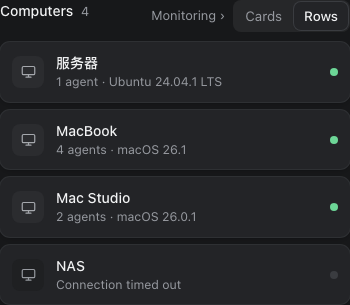 Computers 4 Monitoring › Cards Rows
服务器
1 agent · Ubuntu 24.04.1 LTS
MacBook
4 agents · macOS 26.1
Mac Studio
2 agents · macOS 26.0.1
NAS
Connection timed out